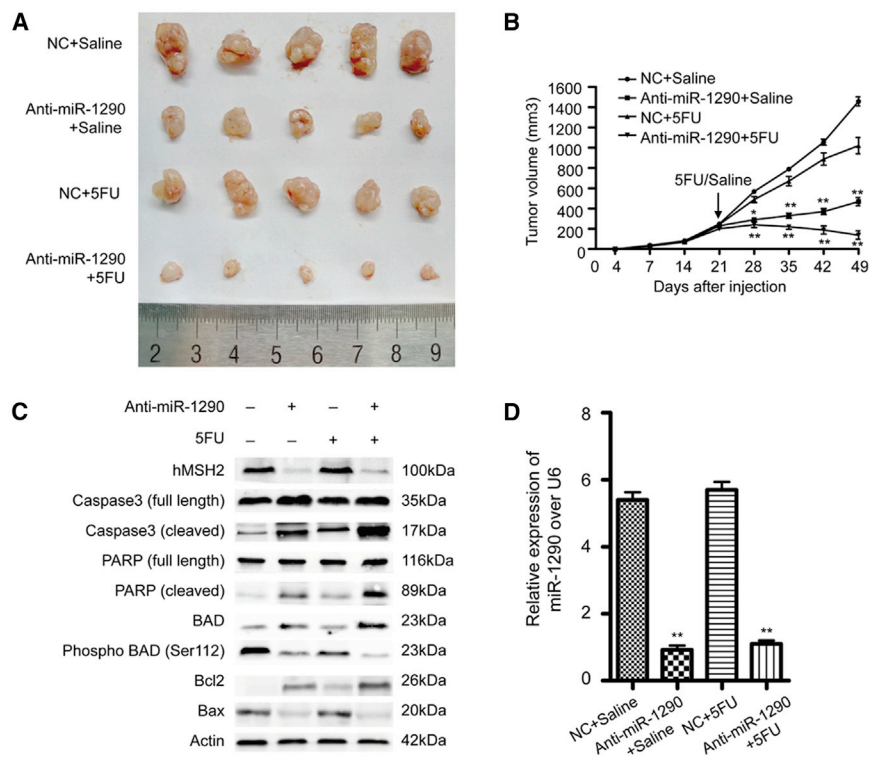 A
NC+Saline
Anti-miR-1290
+Saline
NC+5FU
Anti-miR-1290
+5FU
2 3 4 5 6 7 8 9
B
NC+Saline
Anti-miR-1290+Saline
NC+5FU
Anti-miR-1290+5FU
Tumor volume (mm3)
1600
1400
1200
1000
800
600
400
200
0
5FU/Saline
* ** ** **
** ** ** **
0 4 7 14 21 28 35 42 49
Days after injection
C
Anti-miR-1290 – + – +
5FU – – + +
hMSH2 100kDa
Caspase3 (full length) 35kDa
Caspase3 (cleaved) 17kDa
PARP (full length) 116kDa
PARP (cleaved) 89kDa
BAD 23kDa
Phospho BAD (Ser112) 23kDa
Bcl2 26kDa
Bax 20kDa
Actin 42kDa
D
Relative expression of
miR-1290 over U6
8
6
4
2
0
** **
NC+Saline
Anti-miR-1290
+Saline
NC+5FU
Anti-miR-1290
+5FU